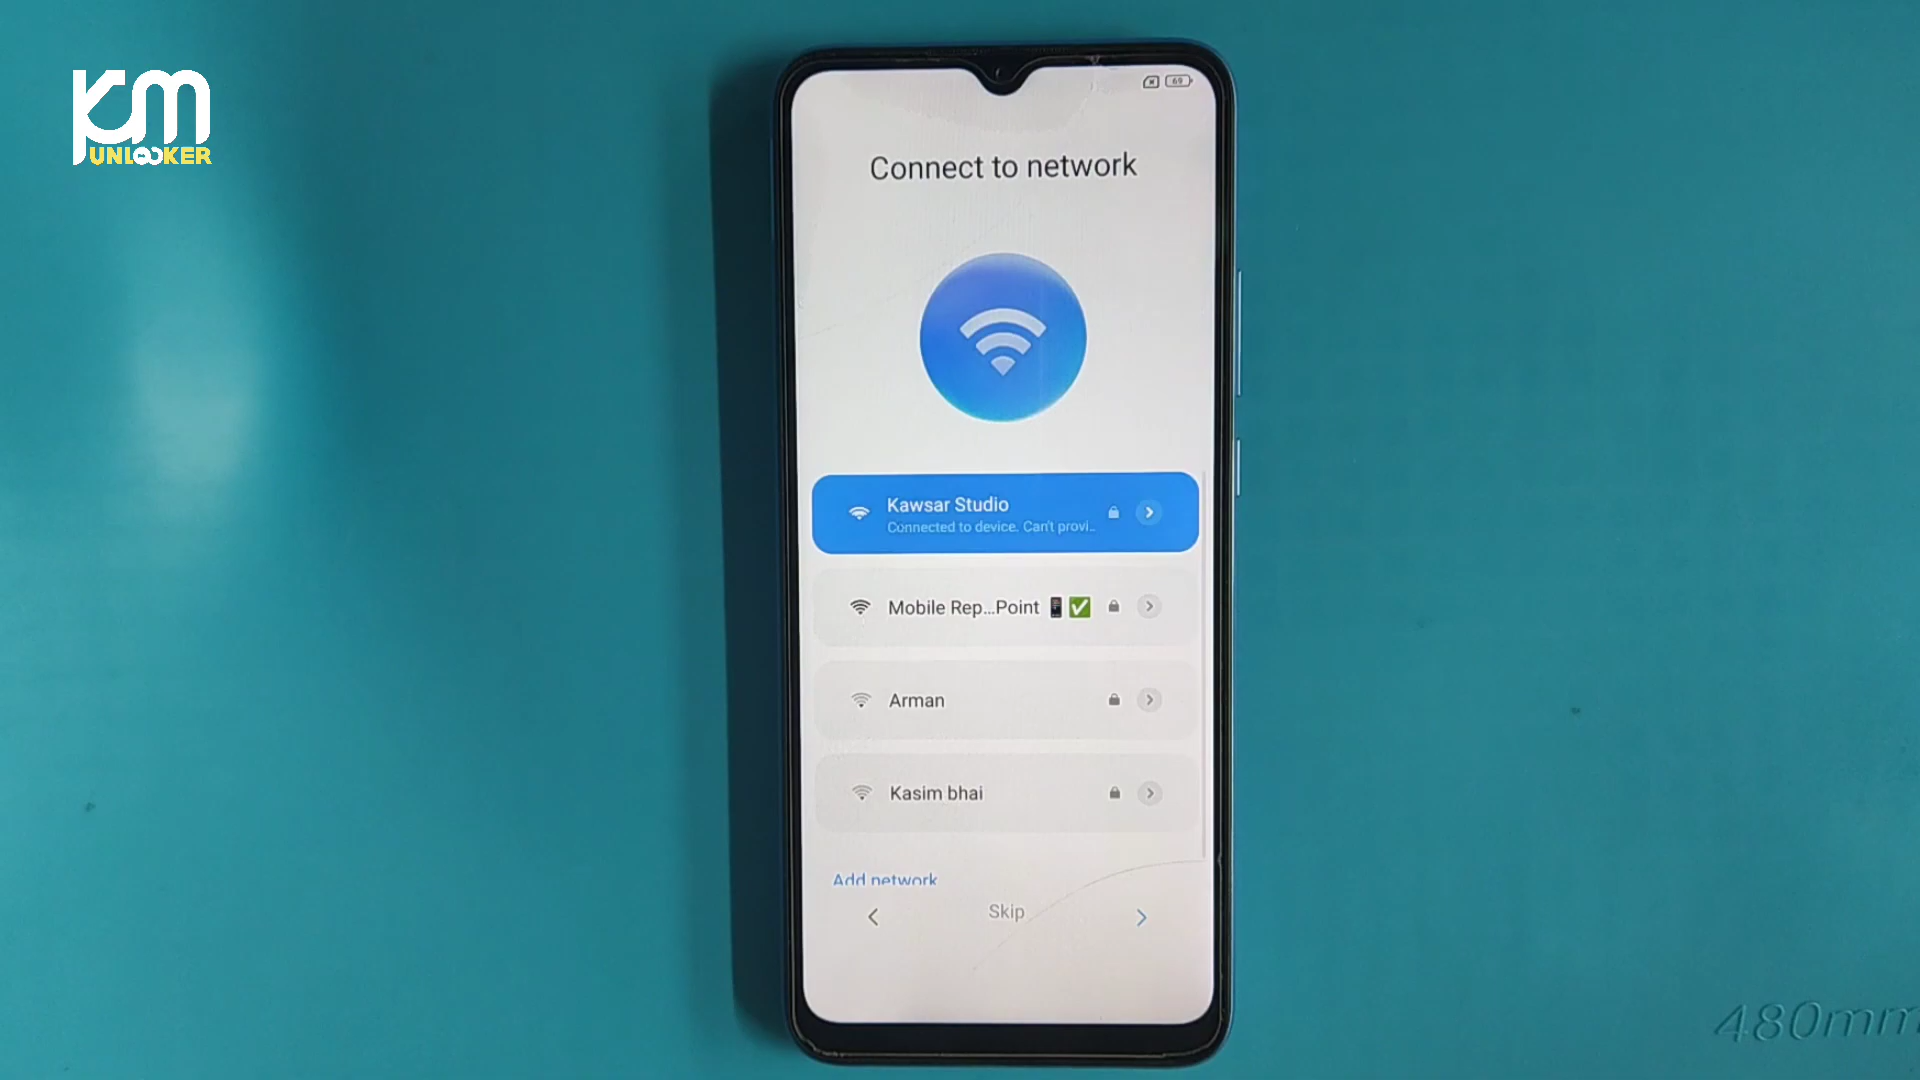 KM
UNLOCKER
69
Connect to network
Kawsar Studio
Connected to device. Can't provi...
Mobile Rep...Point 📱✅
Arman
Kasim bhai
Add network
Skip
480mm